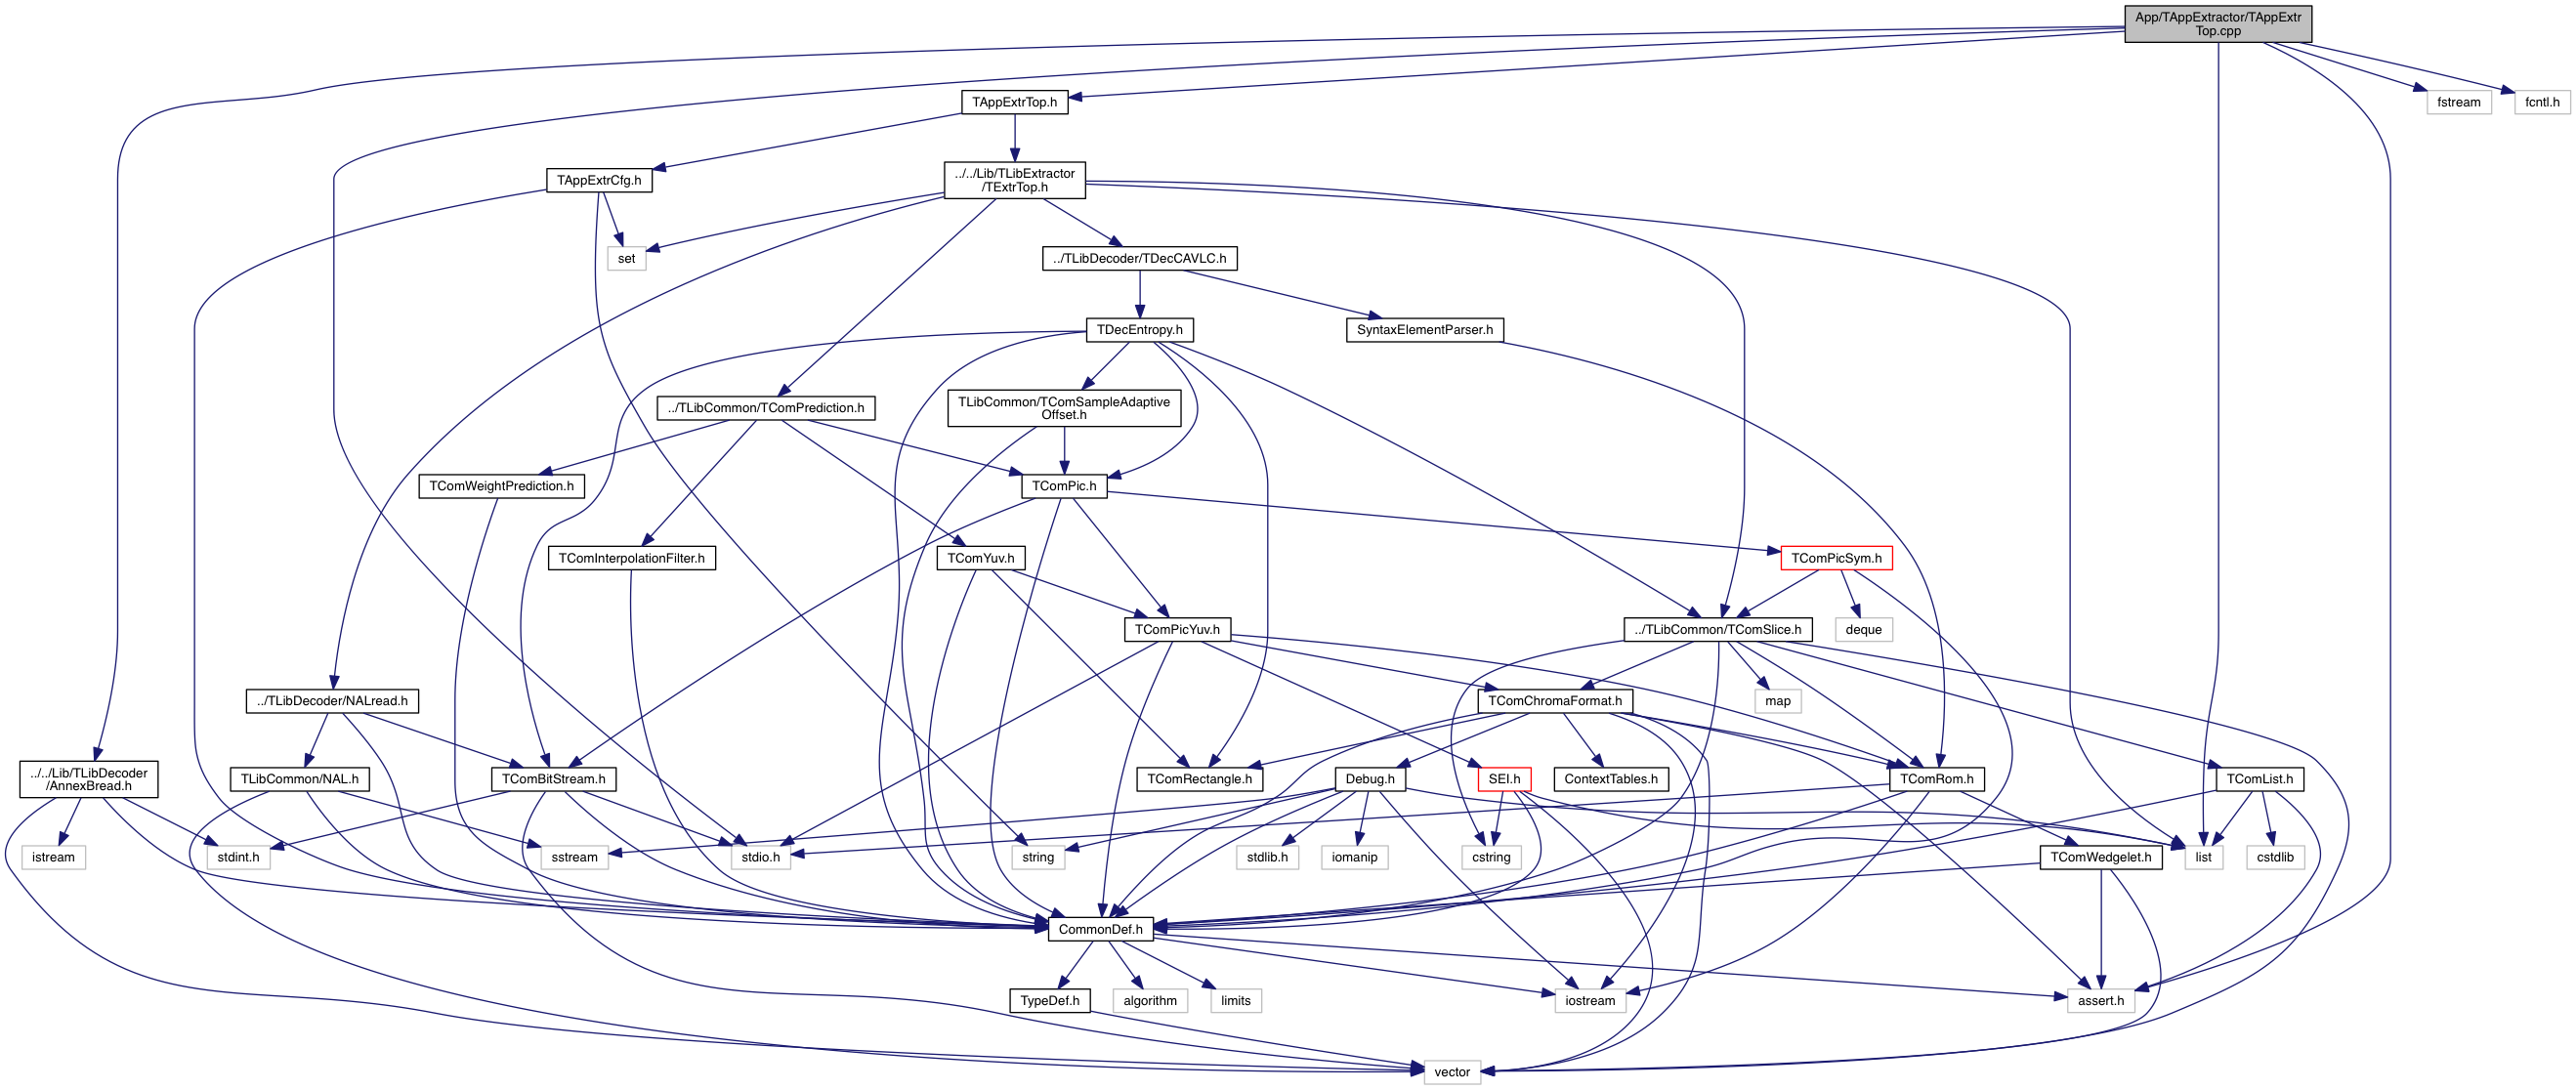 App/TAppExtractor/TAppExtr
Top.cpp
TAppExtrTop.h
fstream
fcntl.h
TAppExtrCfg.h
../../Lib/TLibExtractor
/TExtrTop.h
set
../TLibDecoder/TDecCAVLC.h
TDecEntropy.h
SyntaxElementParser.h
../TLibCommon/TComPrediction.h
TLibCommon/TComSampleAdaptive
Offset.h
TComWeightPrediction.h
TComPic.h
TComInterpolationFilter.h
TComYuv.h
TComPicSym.h
TComPicYuv.h
../TLibCommon/TComSlice.h
deque
../TLibDecoder/NALread.h
TComChromaFormat.h
map
../../Lib/TLibDecoder
/AnnexBread.h
TLibCommon/NAL.h
TComBitStream.h
TComRectangle.h
Debug.h
SEI.h
ContextTables.h
TComRom.h
TComList.h
istream
stdint.h
sstream
stdio.h
string
stdlib.h
iomanip
cstring
TComWedgelet.h
list
cstdlib
CommonDef.h
TypeDef.h
algorithm
limits
iostream
assert.h
vector